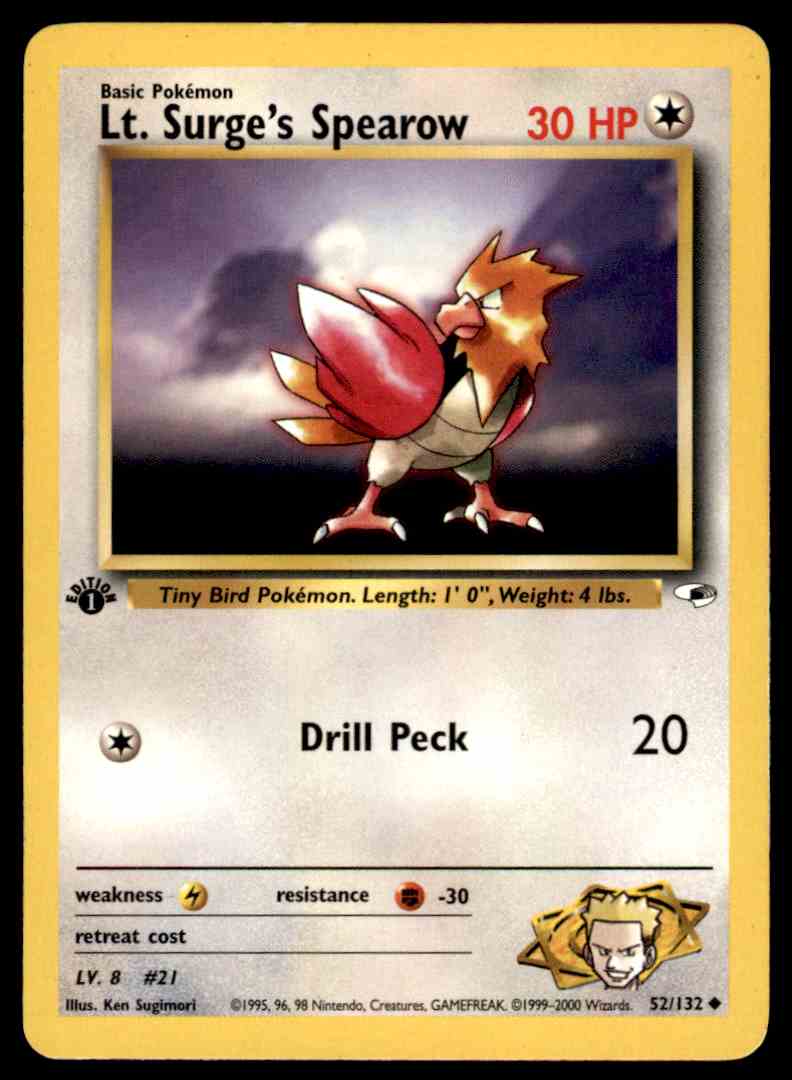 Basic Pokémon
Lt. Surge's Spearow 30 HP
EDITION
1
Tiny Bird Pokémon. Length: 1' 0", Weight: 4 lbs.
Drill Peck 20
weakness resistance -30
retreat cost
LV. 8 #21
Illus. Ken Sugimori ©1995, 96, 98 Nintendo, Creatures, GAMEFREAK. ©1999-2000 Wizards. 52/132